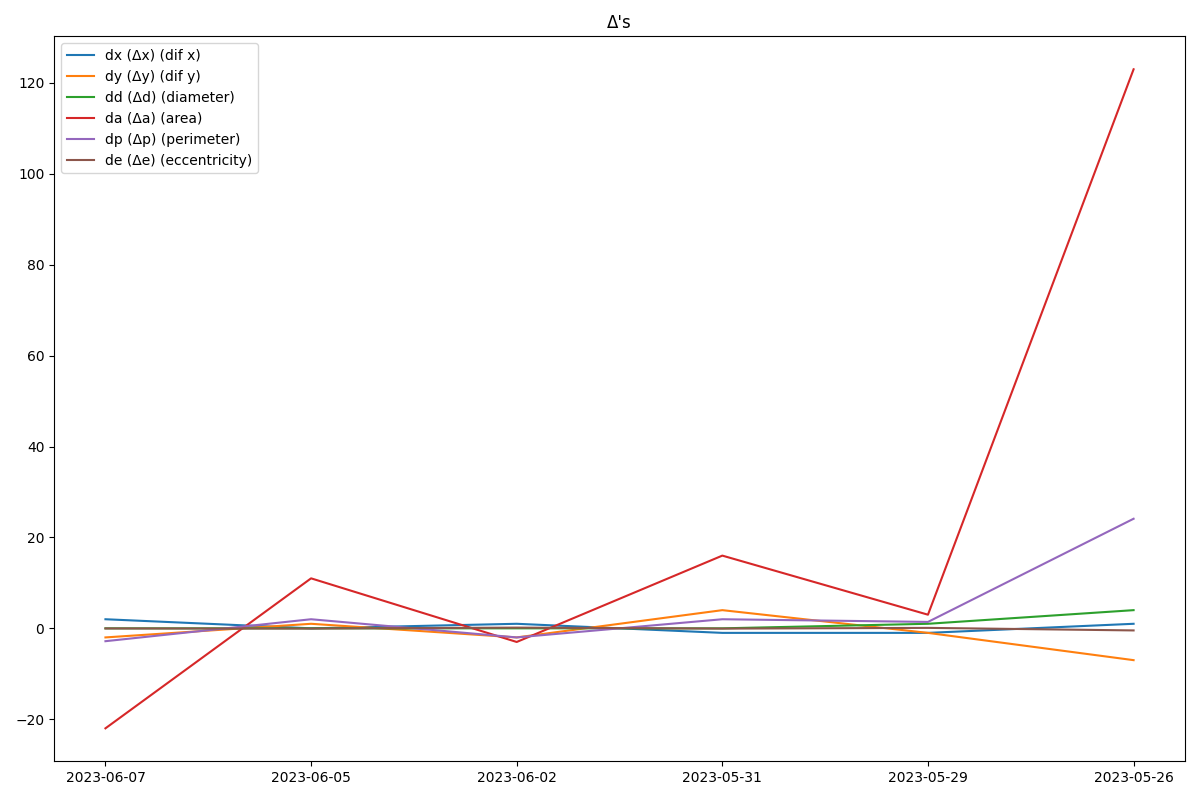 Δ's
dx (Δx) (dif x)
dy (Δy) (dif y)
dd (Δd) (diameter)
da (Δa) (area)
dp (Δp) (perimeter)
de (Δe) (eccentricity)
120
100
80
60
40
20
0
−20
2023-06-07 2023-06-05 2023-06-02 2023-05-31 2023-05-29 2023-05-26